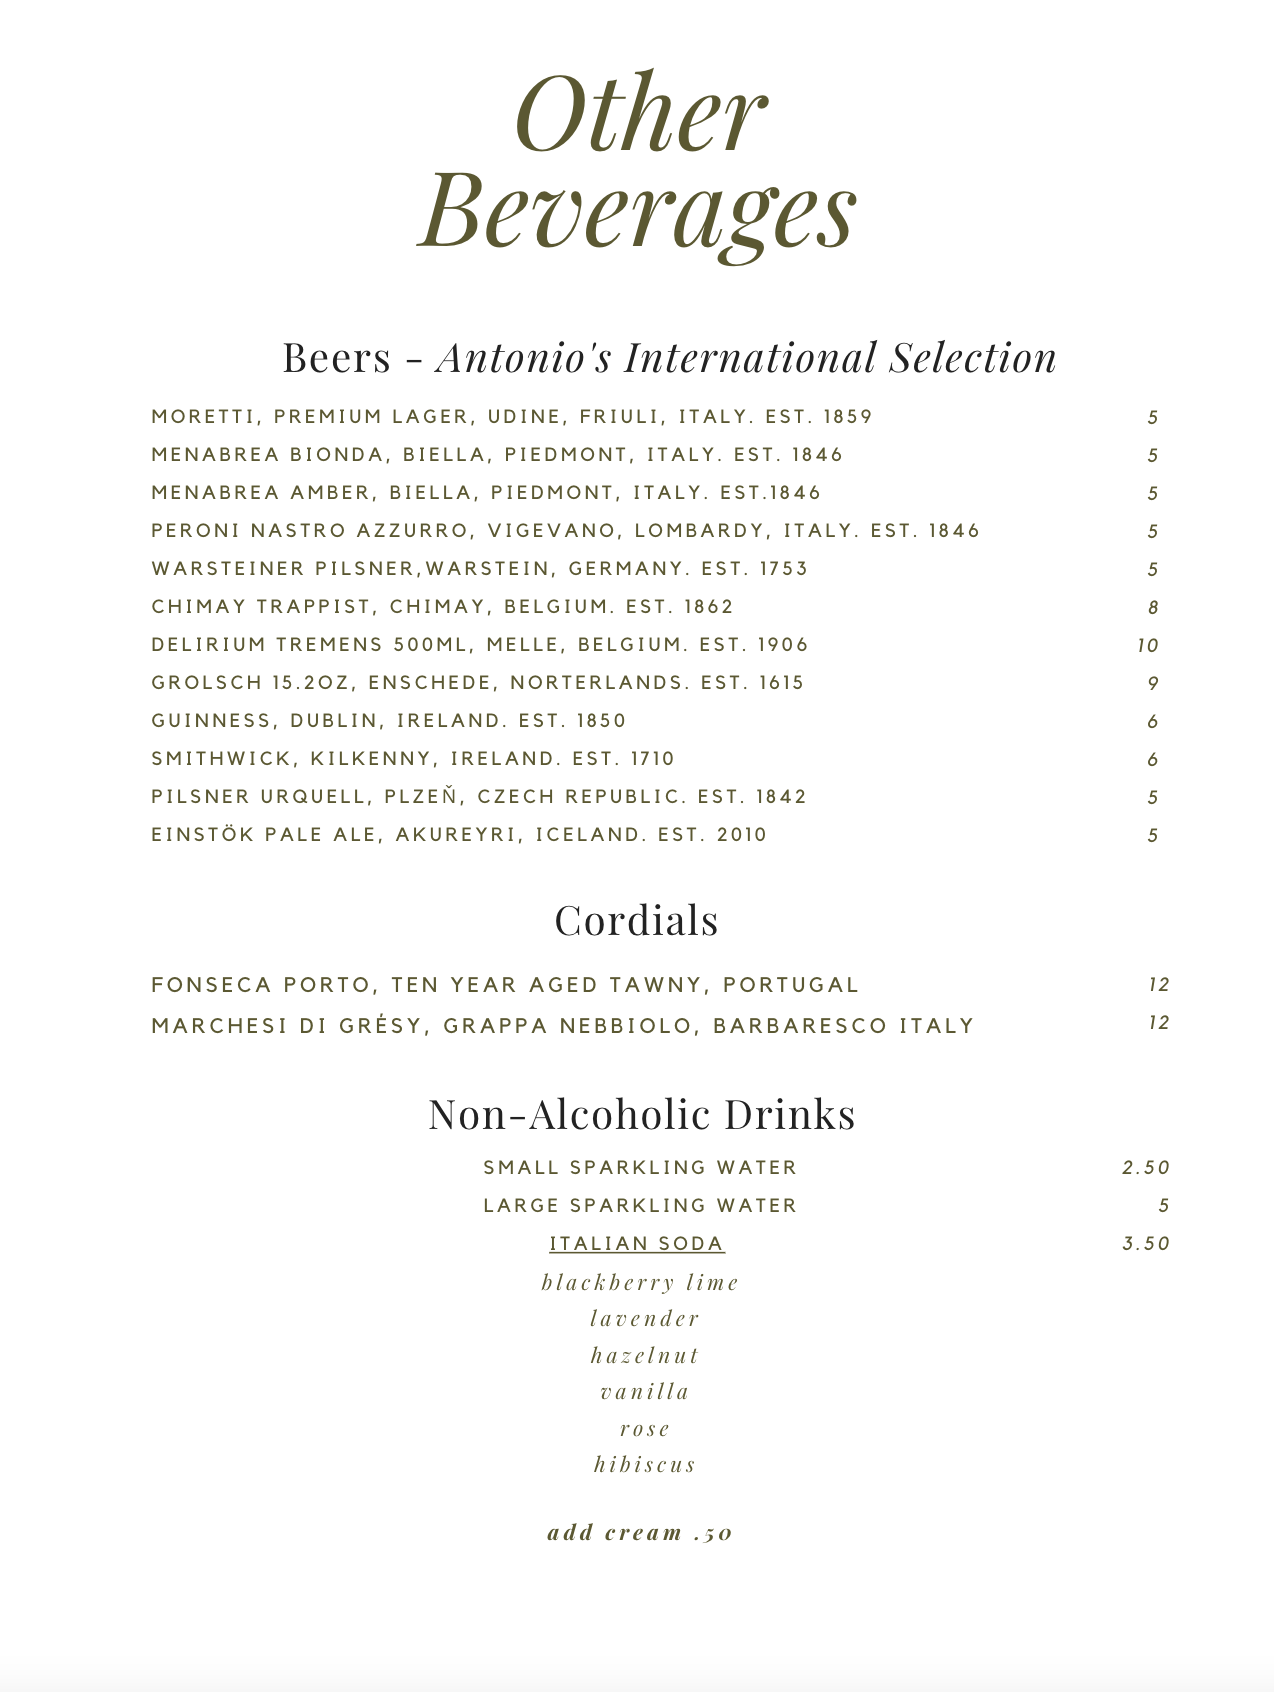 Other
Beverages
Beers - Antonio's International Selection
MORETTI, PREMIUM LAGER, UDINE, FRIULI, ITALY. EST. 1859 5
MENABREA BIONDA, BIELLA, PIEDMONT, ITALY. EST. 1846 5
MENABREA AMBER, BIELLA, PIEDMONT, ITALY. EST.1846 5
PERONI NASTRO AZZURRO, VIGEVANO, LOMBARDY, ITALY. EST. 1846 5
WARSTEINER PILSNER,WARSTEIN, GERMANY. EST. 1753 5
CHIMAY TRAPPIST, CHIMAY, BELGIUM. EST. 1862 8
DELIRIUM TREMENS 500ML, MELLE, BELGIUM. EST. 1906 10
GROLSCH 15.2OZ, ENSCHEDE, NORTERLANDS. EST. 1615 9
GUINNESS, DUBLIN, IRELAND. EST. 1850 6
SMITHWICK, KILKENNY, IRELAND. EST. 1710 6
PILSNER URQUELL, PLZEŇ, CZECH REPUBLIC. EST. 1842 5
EINSTÖK PALE ALE, AKUREYRI, ICELAND. EST. 2010 5
Cordials
FONSECA PORTO, TEN YEAR AGED TAWNY, PORTUGAL 12
MARCHESI DI GRÉSY, GRAPPA NEBBIOLO, BARBARESCO ITALY 12
Non-Alcoholic Drinks
SMALL SPARKLING WATER 2.50
LARGE SPARKLING WATER 5
ITALIAN SODA 3.50
blackberry lime
lavender
hazelnut
vanilla
rose
hibiscus
add cream .50